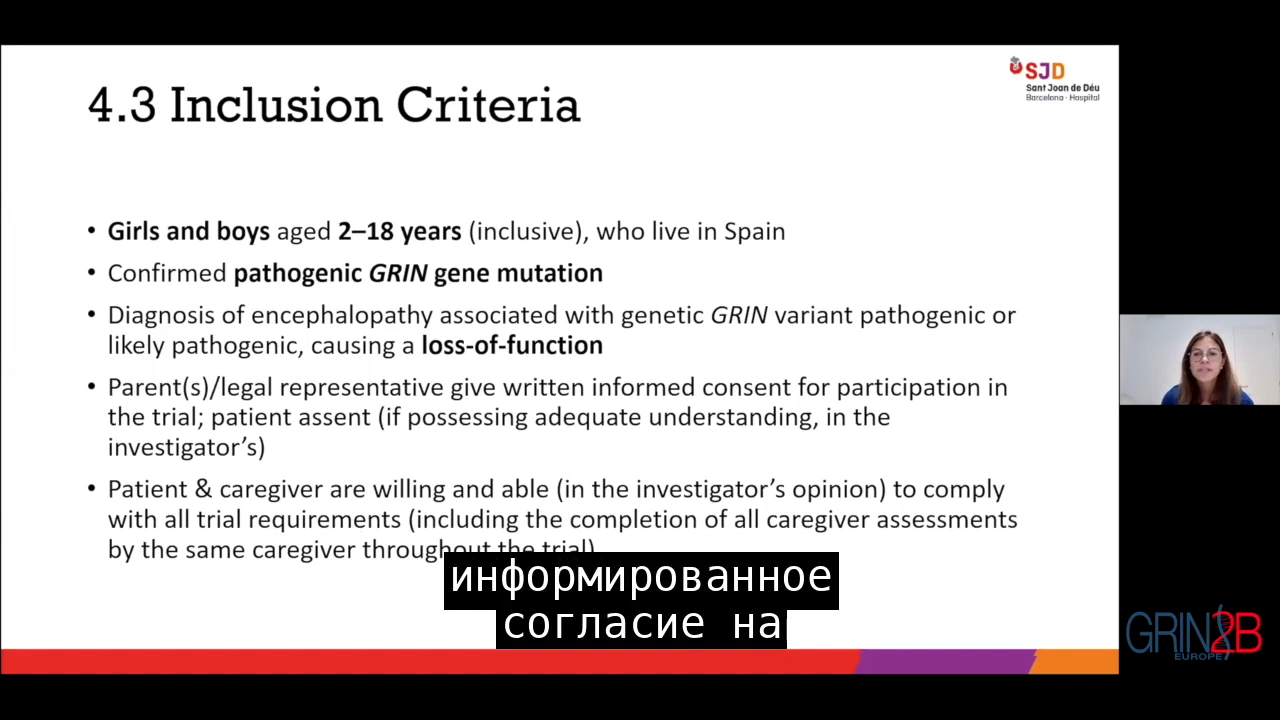 SJD
Sant Joan de Déu
Barcelona · Hospital
4.3 Inclusion Criteria
• Girls and boys aged 2–18 years (inclusive), who live in Spain
• Confirmed pathogenic GRIN gene mutation
• Diagnosis of encephalopathy associated with genetic GRIN variant pathogenic or
likely pathogenic, causing a loss-of-function
• Parent(s)/legal representative give written informed consent for participation in
the trial; patient assent (if possessing adequate understanding, in the
investigator’s)
• Patient & caregiver are willing and able (in the investigator’s opinion) to comply
with all trial requirements (including the completion of all caregiver assessments
by the same caregiver throughout the trial)
информированное
согласие на
GRIN2B
EUROPE